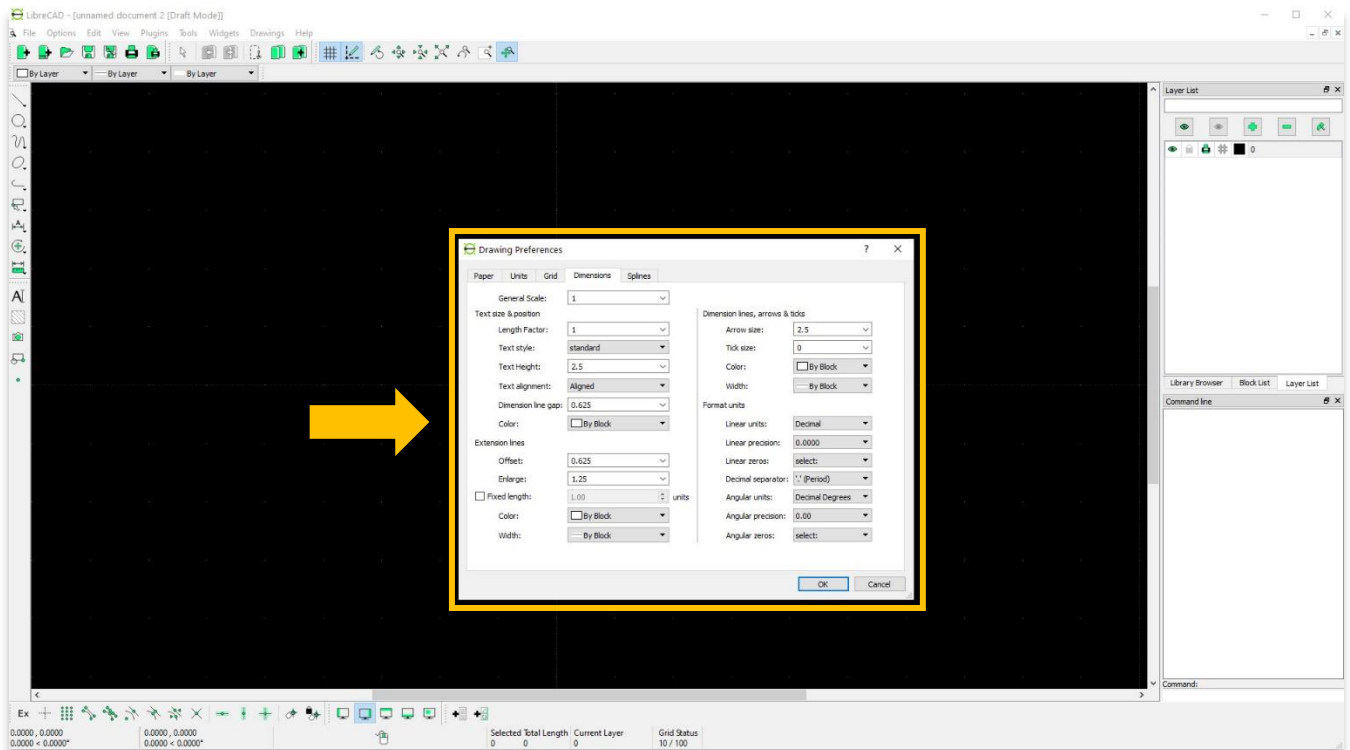 LibreCAD - [unnamed document 2 [Draft Mode]]
File Options Edit View Plugins Tools Widgets Drawings Help
By Layer By Layer By Layer
Layer List
0
Library Browser Block List Layer List
Command line
Command:
Drawing Preferences ? X
Paper Units Grid Dimensions Splines
General Scale: 1
Text size & position
Length Factor: 1
Text style: standard
Text Height: 2.5
Text alignment: Aligned
Dimension line gap: 0.625
Color: By Block
Extension lines
Offset: 0.625
Enlarge: 1.25
Fixed length: 1.00 units
Color: By Block
Width: By Block
Dimension lines, arrows & ticks
Arrow size: 2.5
Tick size: 0
Color: By Block
Width: By Block
Format units
Linear units: Decimal
Linear precision: 0.0000
Linear zeros: select:
Decimal separator: '.' (Period)
Angular units: Decimal Degrees
Angular precision: 0.00
Angular zeros: select:
OK Cancel
Ex
0.0000 , 0.0000 0.0000 , 0.0000 Selected Total Length Current Layer Grid Status
0.0000 < 0.0000° 0.0000 < 0.0000° 0 0 0 10 / 100